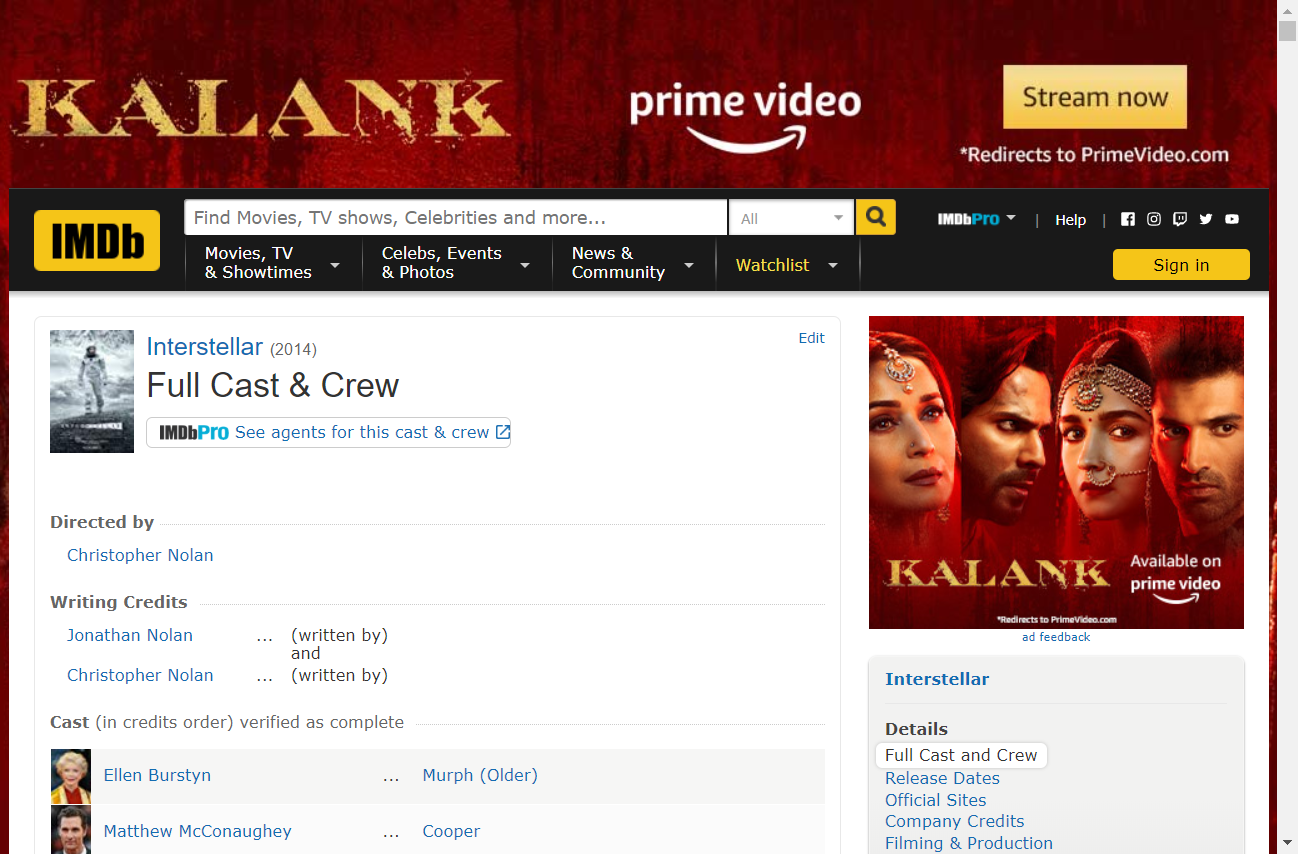 KALANK
prime video
Stream now
*Redirects to PrimeVideo.com
IMDb
Find Movies, TV shows, Celebrities and more...
All
IMDbPro
|
Help
|
Movies, TV
& Showtimes
Celebs, Events
& Photos
News &
Community
Watchlist
Sign in
Interstellar (2014)
Edit
Full Cast & Crew
IMDbPro See agents for this cast & crew
Directed by
Christopher Nolan
Writing Credits
Jonathan Nolan ... (written by)
and
Christopher Nolan ... (written by)
Cast (in credits order) verified as complete
Ellen Burstyn ... Murph (Older)
Matthew McConaughey ... Cooper
KALANK
Available on
prime video
*Redirects to PrimeVideo.com
ad feedback
Interstellar
Details
Full Cast and Crew
Release Dates
Official Sites
Company Credits
Filming & Production